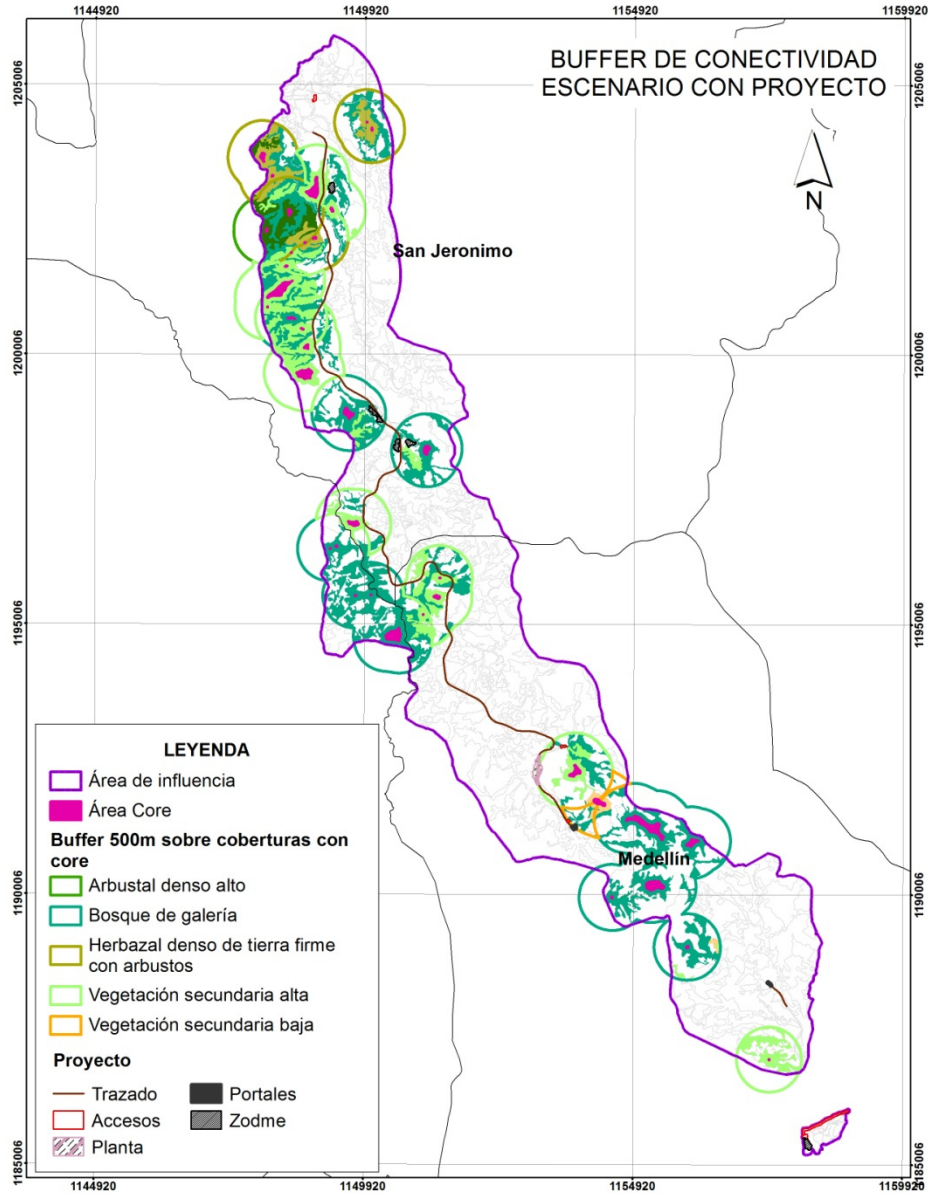 1144920 1149920 1154920 1159920
BUFFER DE CONECTIVIDAD
ESCENARIO CON PROYECTO
1205006 1205006
N
San Jeronimo
1200006 1200006
1195006 1195006
LEYENDA
Área de influencia
Área Core
Buffer 500m sobre coberturas con
core
Arbustal denso alto
Bosque de galería
Herbazal denso de tierra firme
con arbustos
Vegetación secundaria alta
Vegetación secundaria baja
Proyecto
Trazado Portales
Accesos Zodme
Planta
Medellín
1190006 1190006
1185006 1185006
1144920 1149920 1154920 1159920